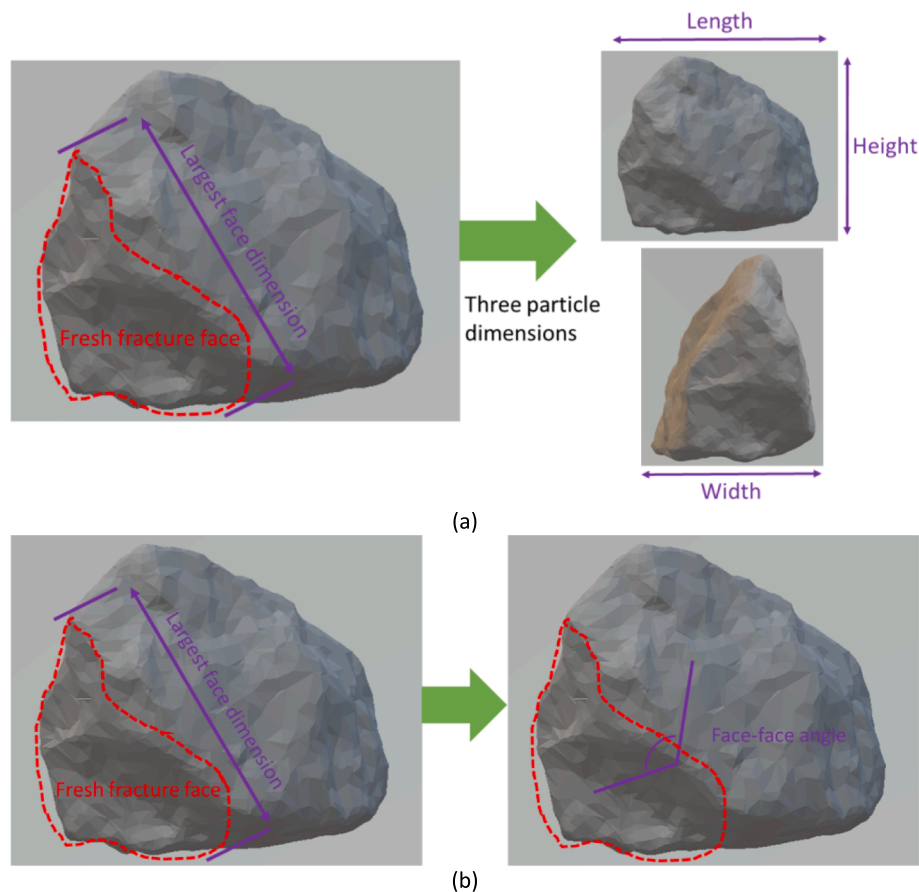 Length
Height
Largest face dimension
Fresh fracture face
Three particle
dimensions
Width
(a)
Largest face dimension
Fresh fracture face
Face-face angle
(b)